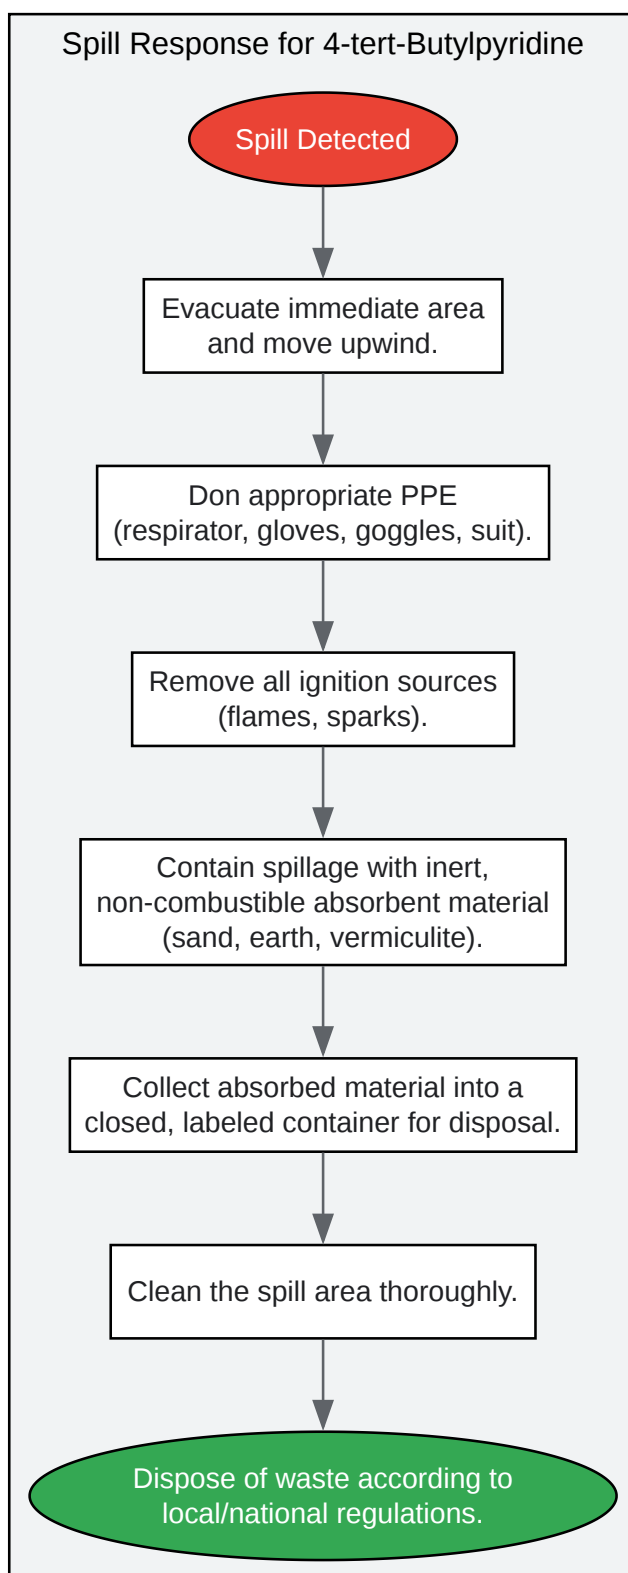 Spill Response for 4-tert-Butylpyridine
Spill Detected
Evacuate immediate area
and move upwind.
Don appropriate PPE
(respirator, gloves, goggles, suit).
Remove all ignition sources
(flames, sparks).
Contain spillage with inert,
non-combustible absorbent material
(sand, earth, vermiculite).
Collect absorbed material into a
closed, labeled container for disposal.
Clean the spill area thoroughly.
Dispose of waste according to
local/national regulations.